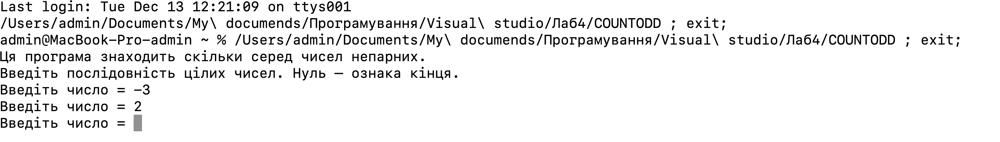 Last login: Tue Dec 13 12:21:09 on ttys001
/Users/admin/Documents/My\ documends/Програмування/Visual\ studio/Лаб4/COUNTODD ; exit;
admin@MacBook-Pro-admin ~ % /Users/admin/Documents/My\ documends/Програмування/Visual\ studio/Лаб4/COUNTODD ; exit;
Ця програма знаходить скільки серед чисел непарних.
Введіть послідовність цілих чисел. Нуль – ознака кінця.
Введіть число = -3
Введіть число = 2
Введіть число =